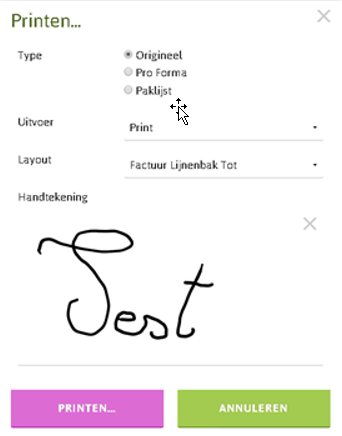 Printen...
Type
Origineel
Pro Forma
Paklijst
Uitvoer
Print
Layout
Factuur Lijnenbak Tot
Handtekening
Test
PRINTEN...
ANNULEREN